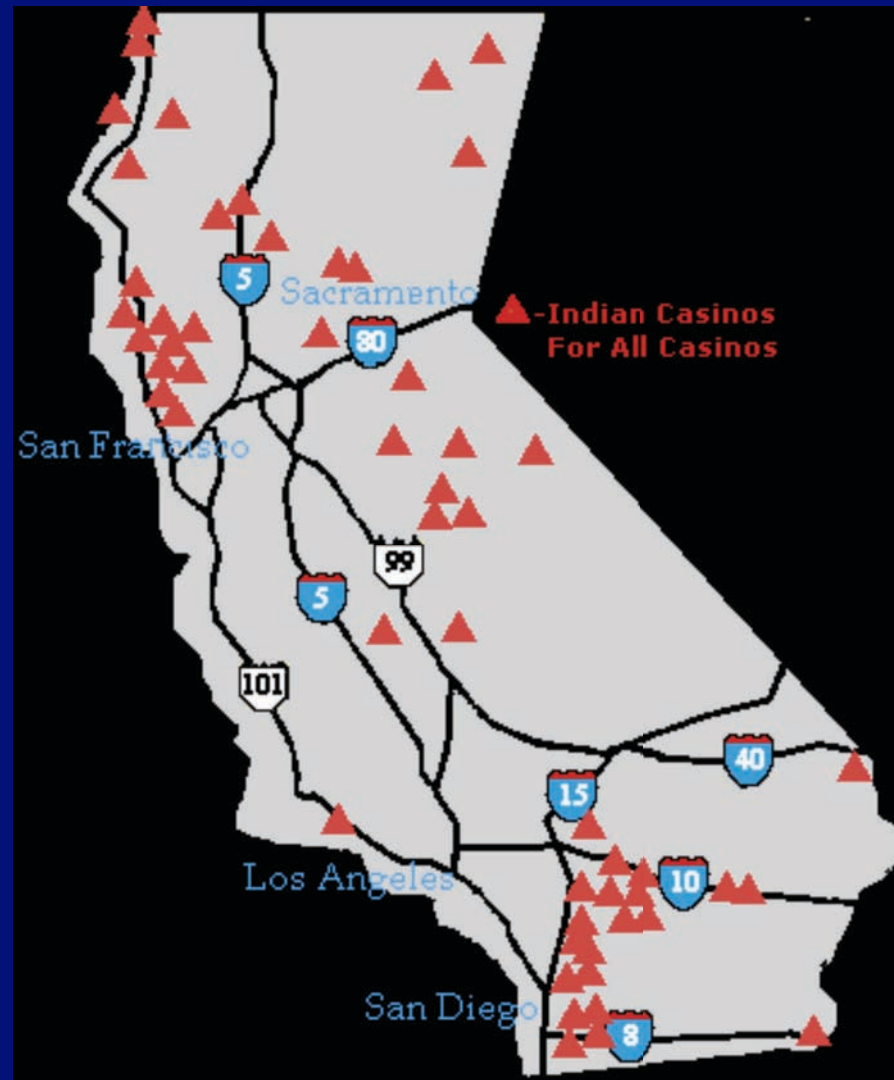 5
Sacramento
-Indian Casinos
80
For All Casinos
San Francisco
99
5
101
40
15
Los Angeles
10
San Diego
8